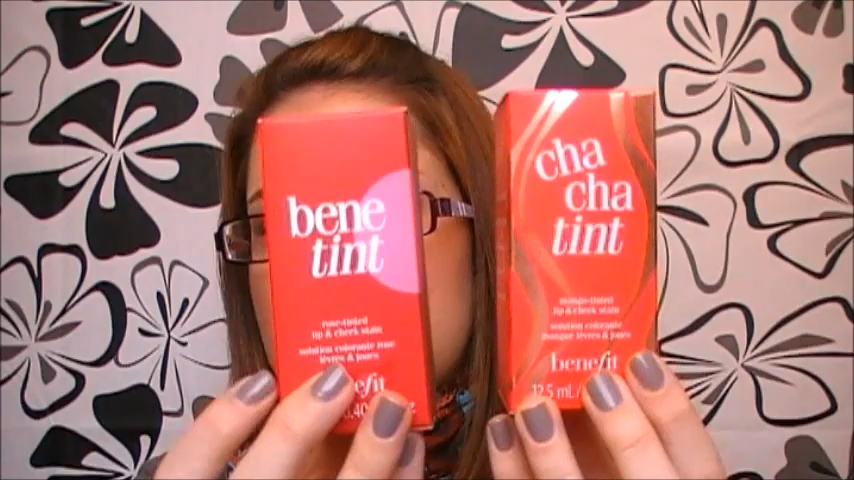 bene
tint
rose-tinted
lip & cheek stain
solution colorante rose
lèvres & joues
cha
cha
tint
mango-tinted
lip & cheek stain
solution colorante
mangue lèvres & joues
benefit
12.5 mL